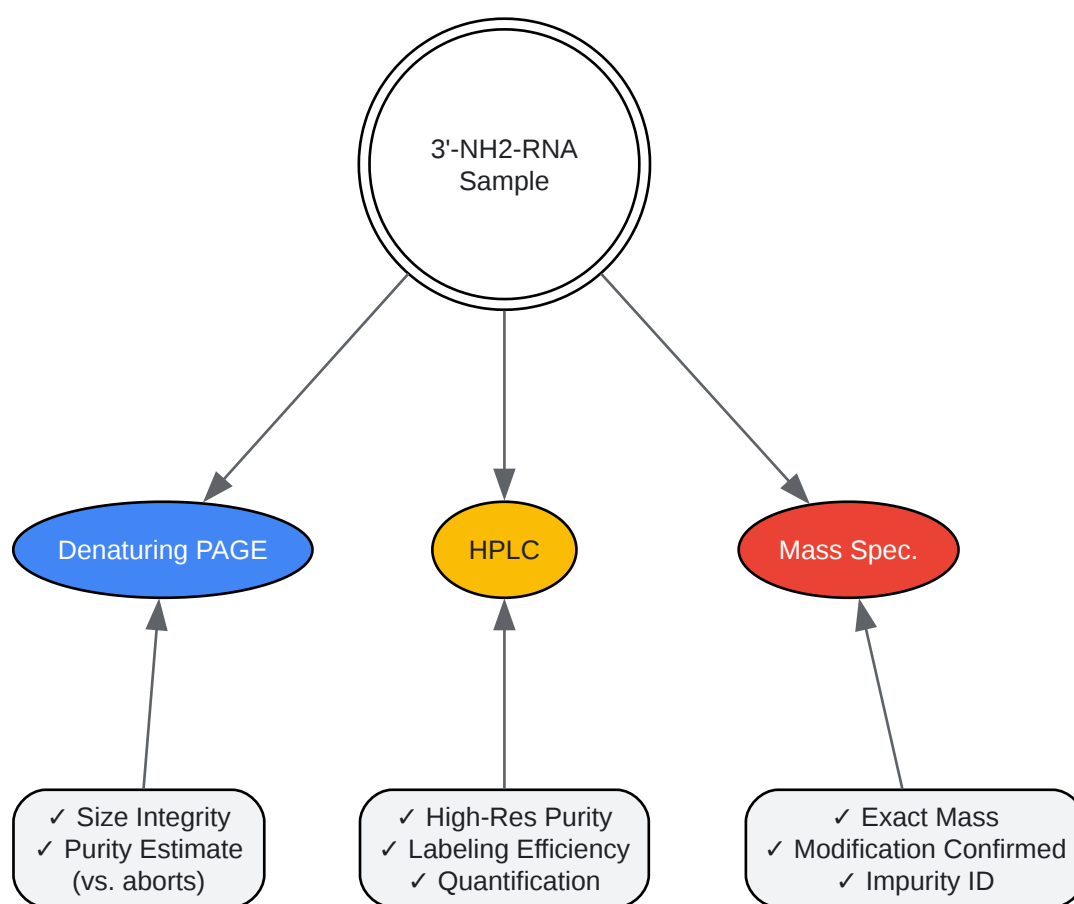 3'-NH2-RNA
Sample
Denaturing PAGE
HPLC
Mass Spec.
✓ Size Integrity
✓ Purity Estimate
(vs. aborts)
✓ High-Res Purity
✓ Labeling Efficiency
✓ Quantification
✓ Exact Mass
✓ Modification Confirmed
✓ Impurity ID